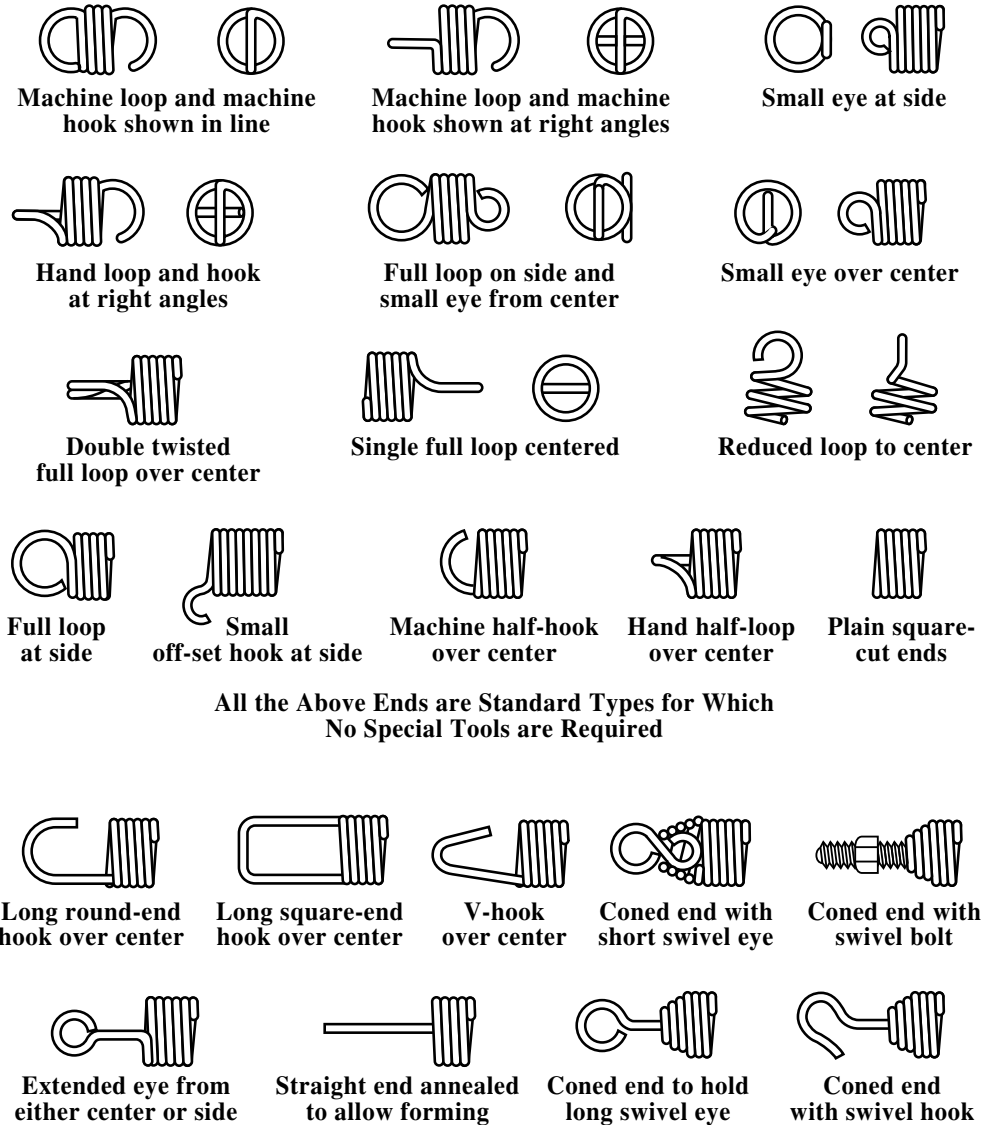 Machine loop and machine
hook shown in line
Machine loop and machine
hook shown at right angles
Small eye at side
Hand loop and hook
at right angles
Full loop on side and
small eye from center
Small eye over center
Double twisted
full loop over center
Single full loop centered
Reduced loop to center
Full loop
at side
Small
off-set hook at side
Machine half-hook
over center
Hand half-loop
over center
Plain square-
cut ends
All the Above Ends are Standard Types for Which
No Special Tools are Required
Long round-end
hook over center
Long square-end
hook over center
V-hook
over center
Coned end with
short swivel eye
Coned end with
swivel bolt
Extended eye from
either center or side
Straight end annealed
to allow forming
Coned end to hold
long swivel eye
Coned end
with swivel hook